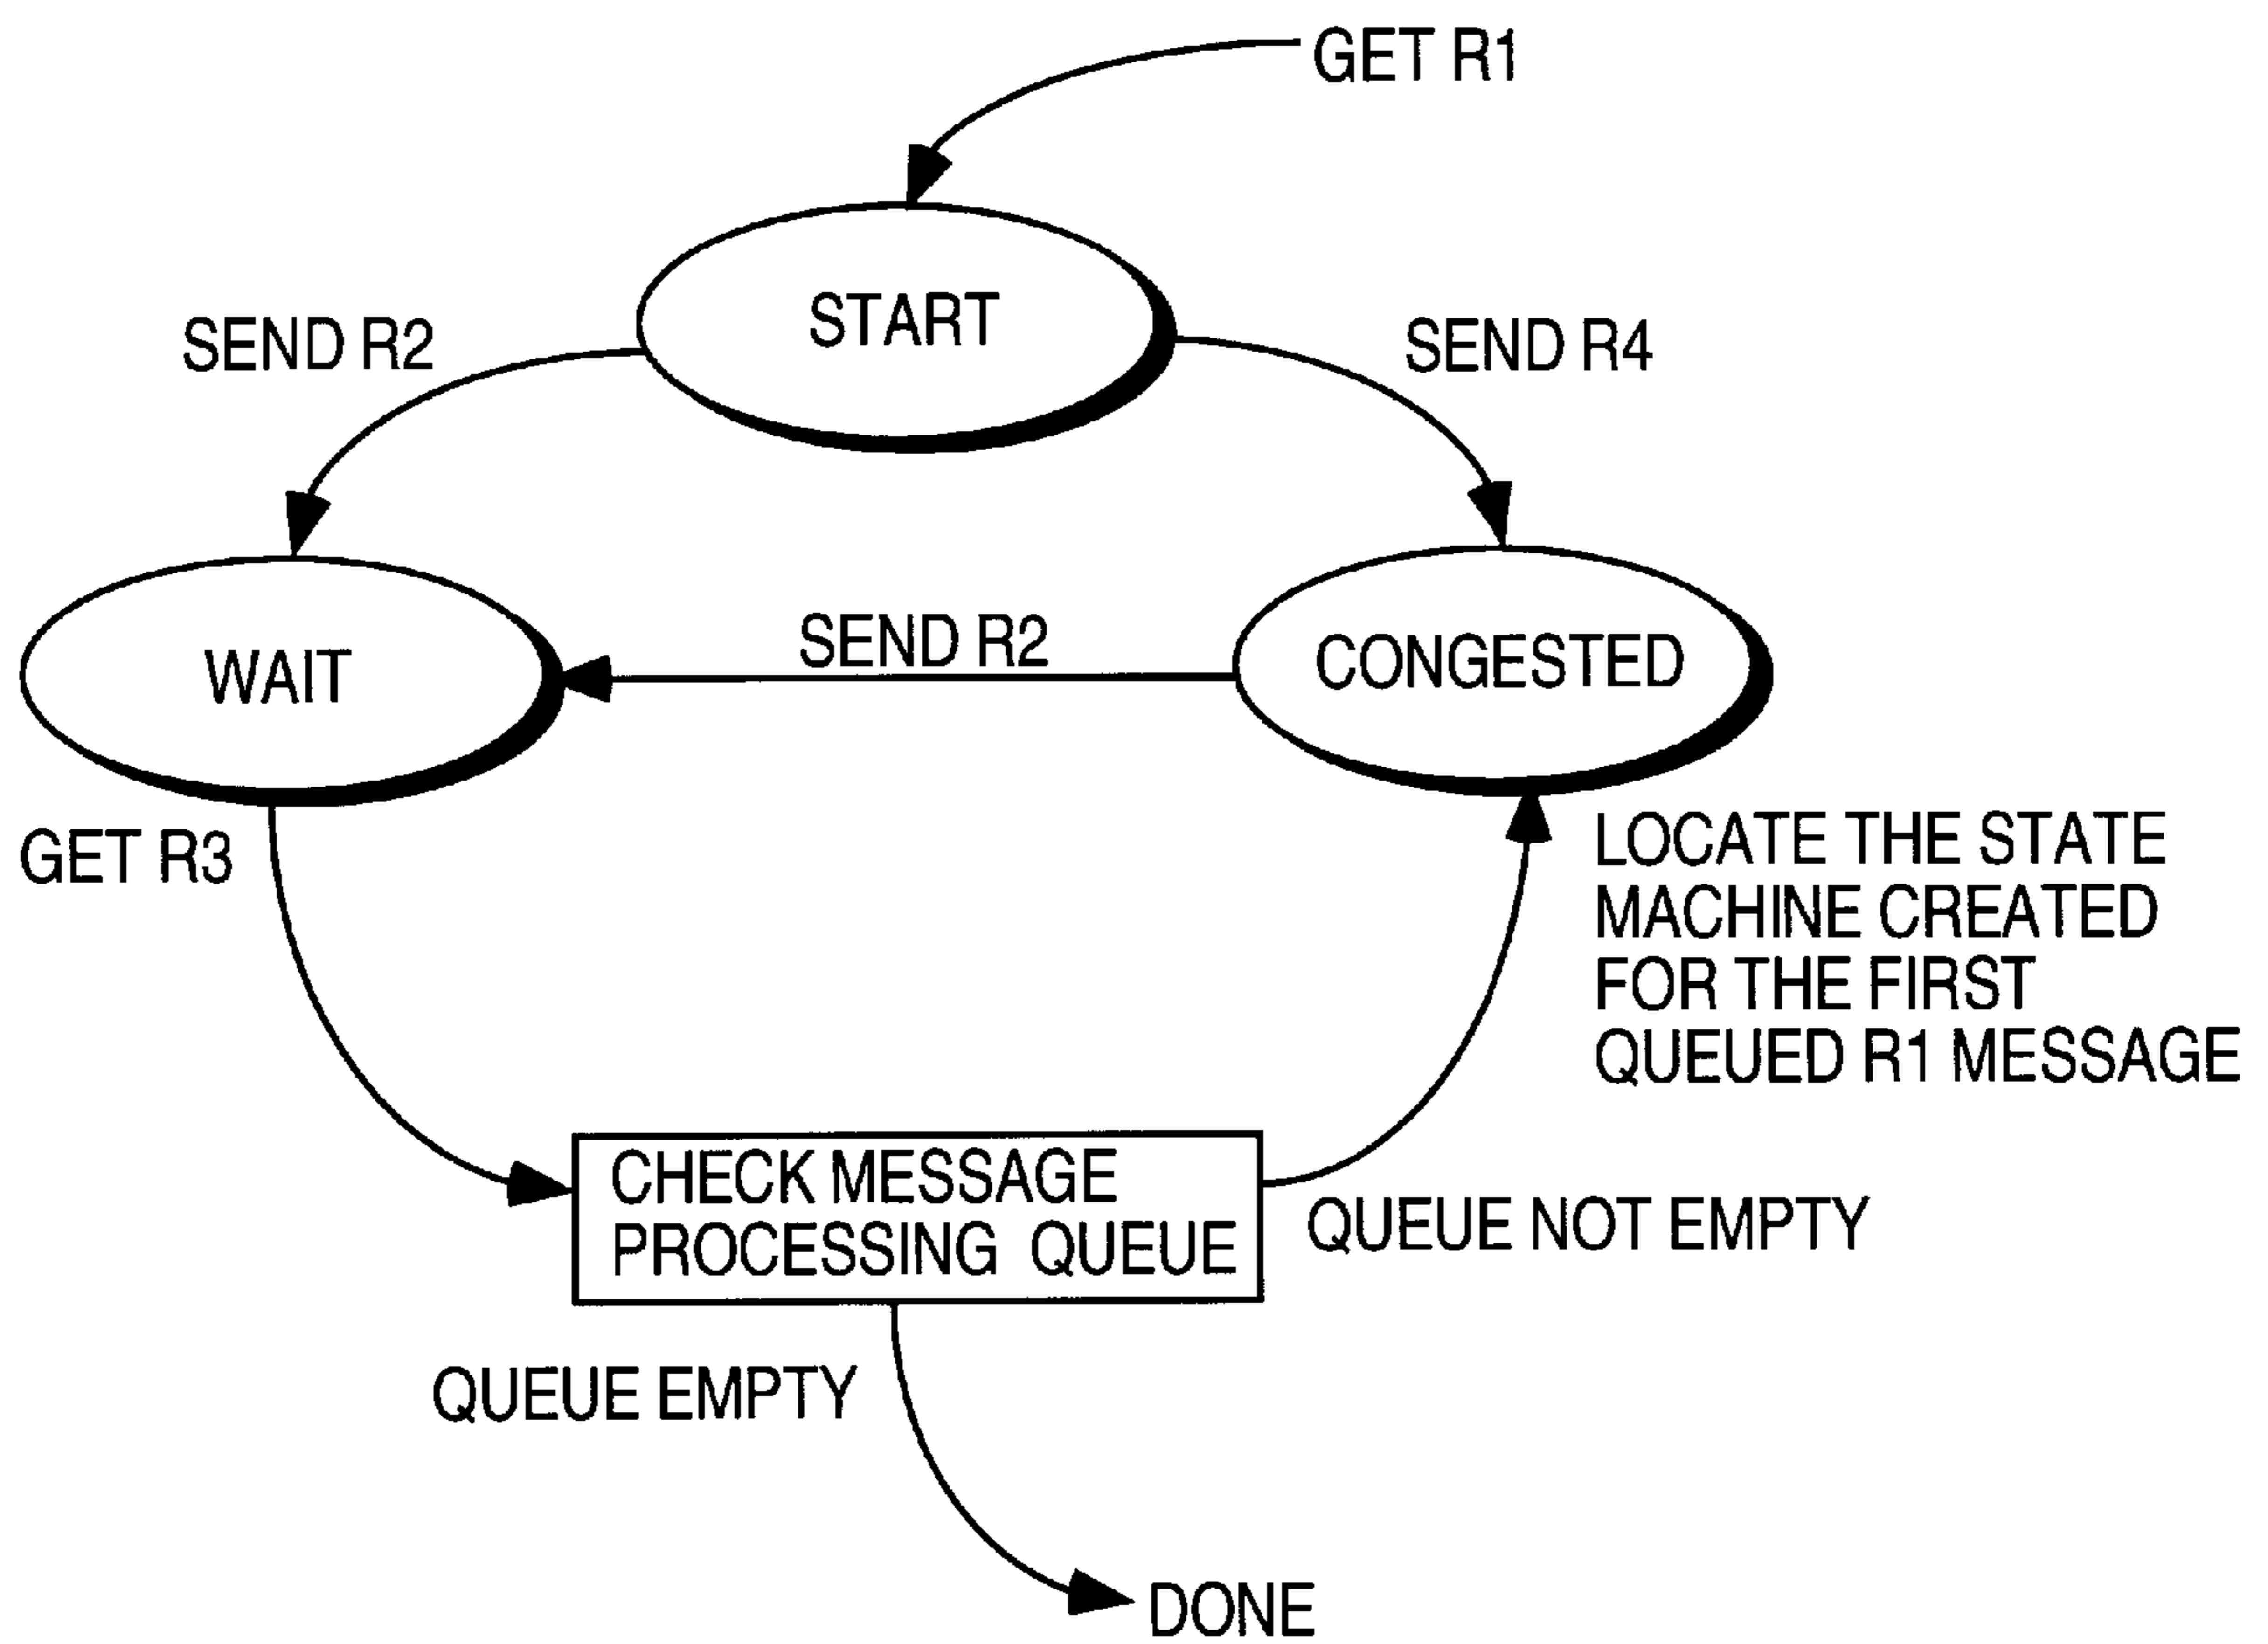 GET R1
START
SEND R2
SEND R4
SEND R2
WAIT
CONGESTED
GET R3
LOCATE THE STATE
MACHINE CREATED
FOR THE FIRST
QUEUED R1 MESSAGE
CHECK MESSAGE
PROCESSING QUEUE
QUEUE NOT EMPTY
QUEUE EMPTY
DONE